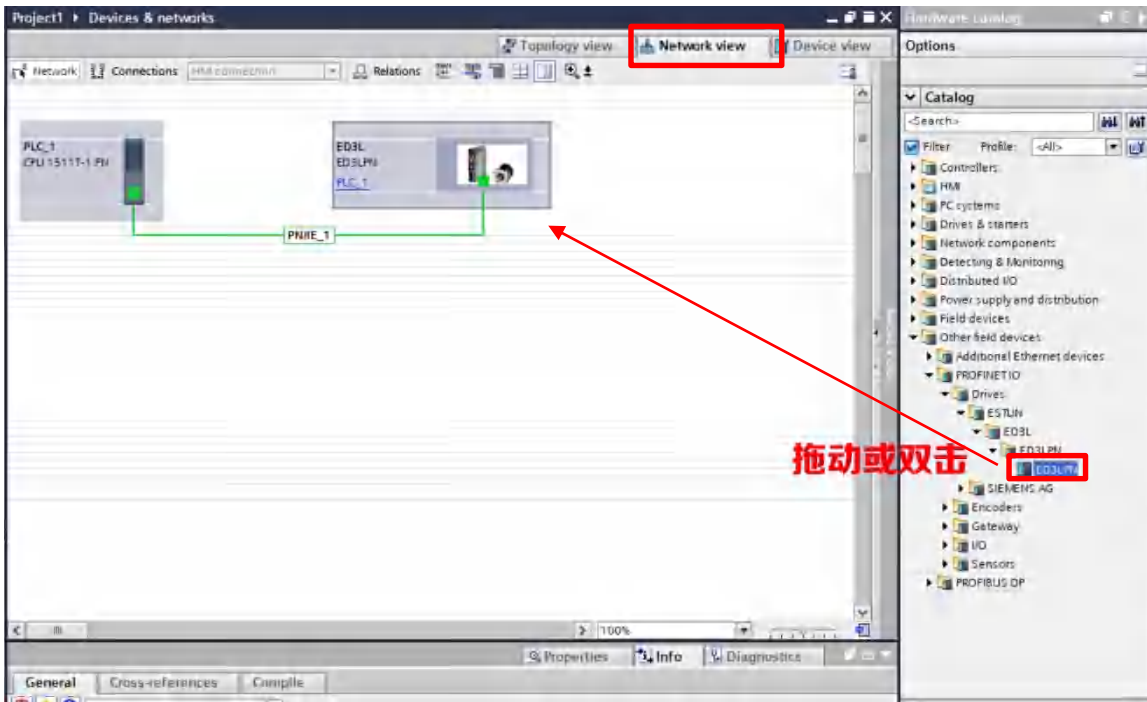 Project1 ▸ Devices & networks
Hardware catalog
Topology view
Network view
Device view
Options
Network
Connections
HMI connection
Relations
Catalog
<Search>
Filter
Profile:
<All>
PLC_1
CPU 1511T-1 PN
ED3L
ED3LPN
PLC_1
PN/IE_1
Controllers
HMI
PC systems
Drives & starters
Network components
Detecting & Monitoring
Distributed I/O
Power supply and distribution
Field devices
Other field devices
Additional Ethernet devices
PROFINET IO
Drives
ESTUN
ED3L
ED3LPN
ED3LPN
SIEMENS AG
Encoders
Gateway
I/O
Sensors
PROFIBUS DP
拖动或双击
100%
Properties
Info
Diagnostics
General
Cross-references
Compile